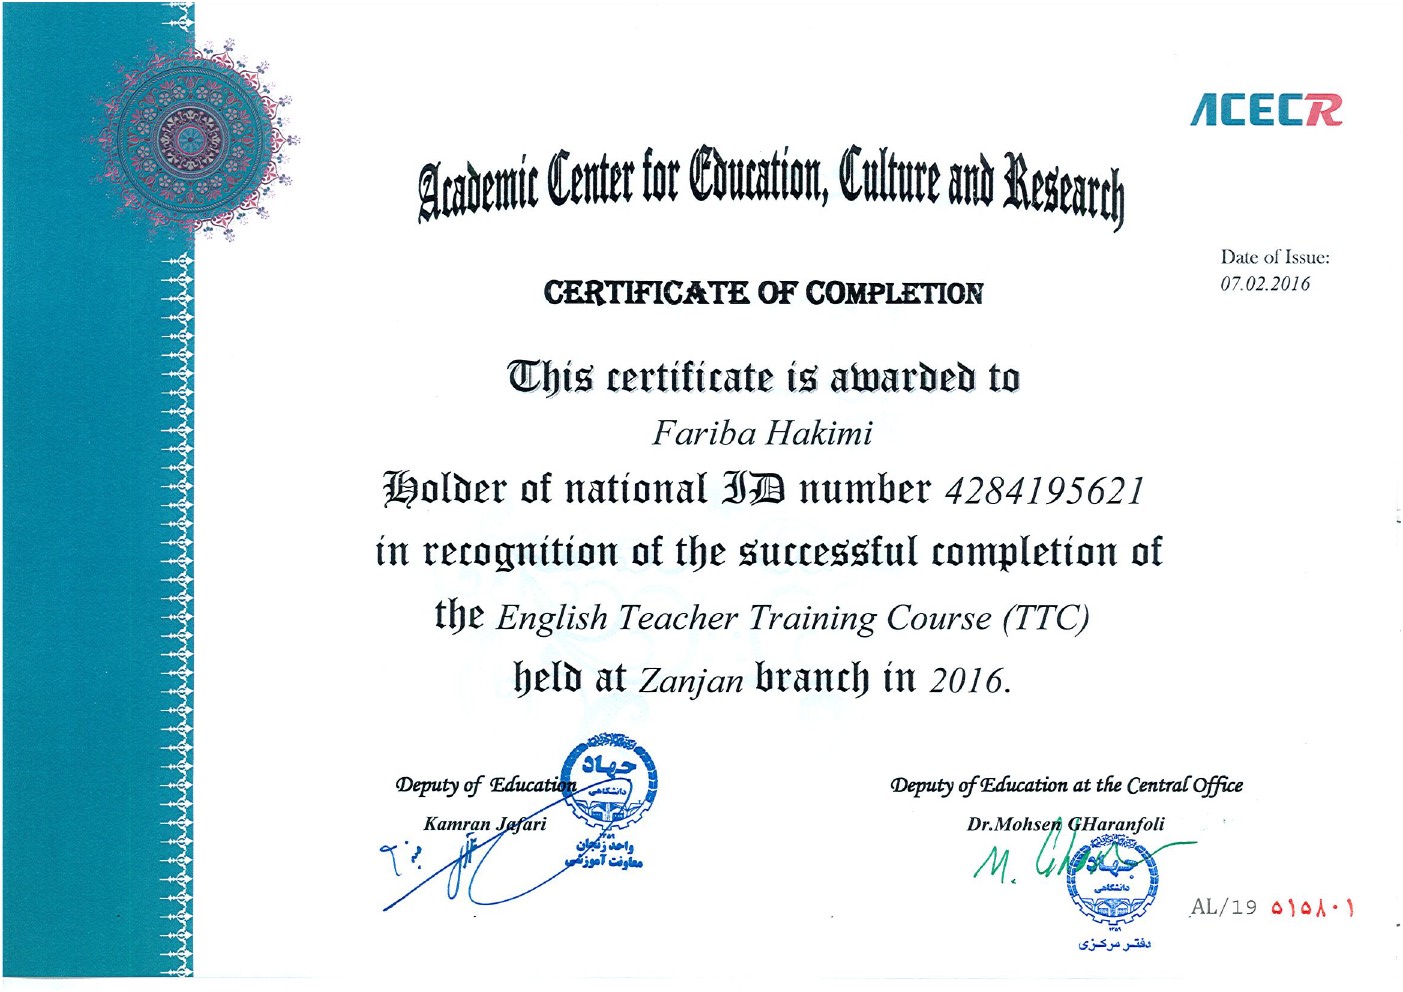 ACECR
Academic Center for Education, Culture and Research
Date of Issue:
07.02.2016
CERTIFICATE OF COMPLETION
This certificate is awarded to
Fariba Hakimi
Holder of national ID number 4284195621
in recognition of the successful completion of
the English Teacher Training Course (TTC)
held at Zanjan branch in 2016.
Deputy of Education
Kamran Jafari
جهاد
دانشگاهی
۱۳۵۹
واحد زنجان
معاونت آموزشی
Deputy of Education at the Central Office
Dr.Mohsen GHaranfoli
جهاد
دانشگاهی
۱۳۵۹
دفتر مرکزی
AL/19 ۵۱۵۸۰۱